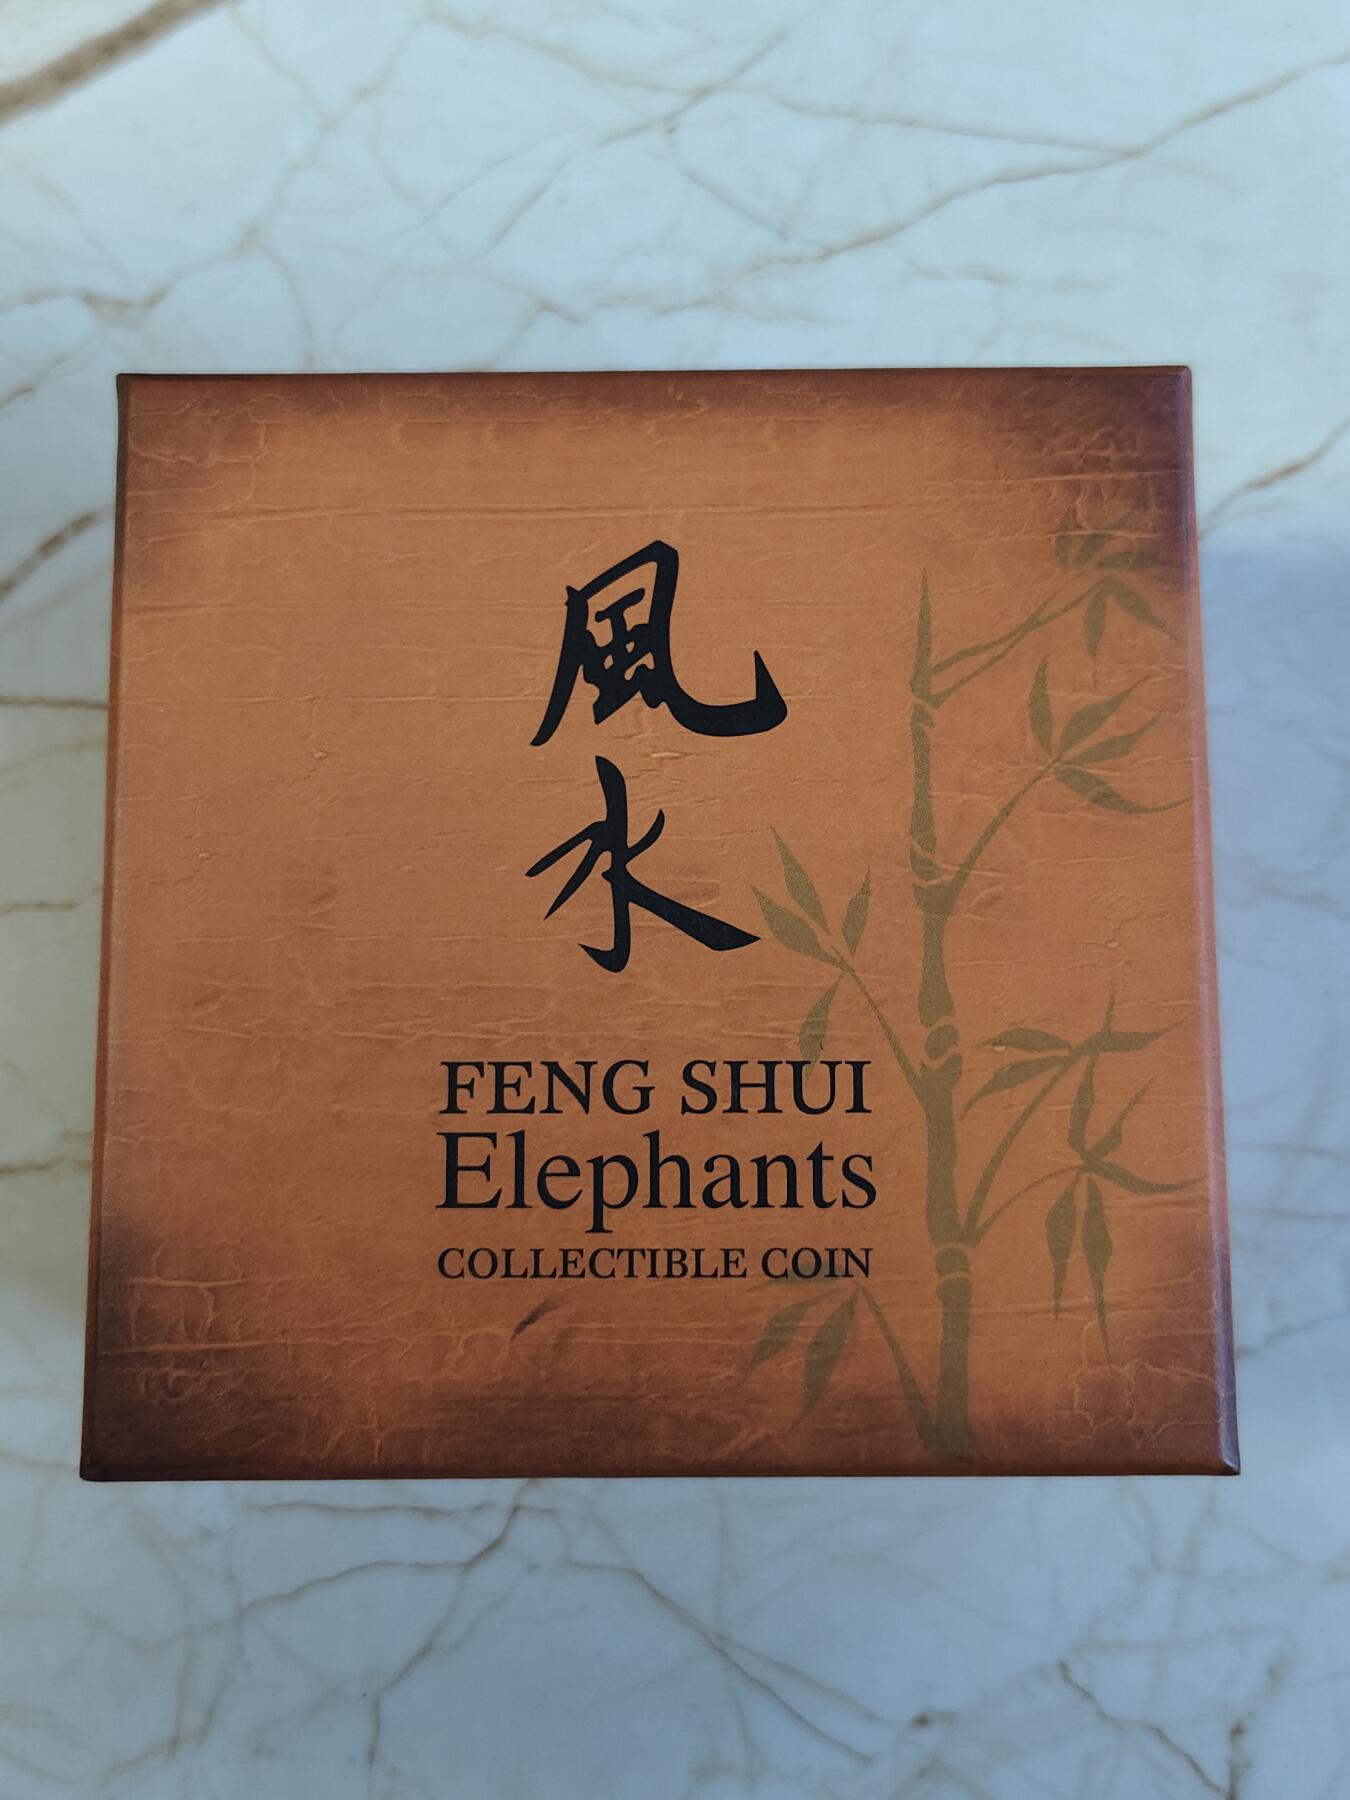 風
水
FENG SHUI
Elephants
COLLECTIBLE COIN